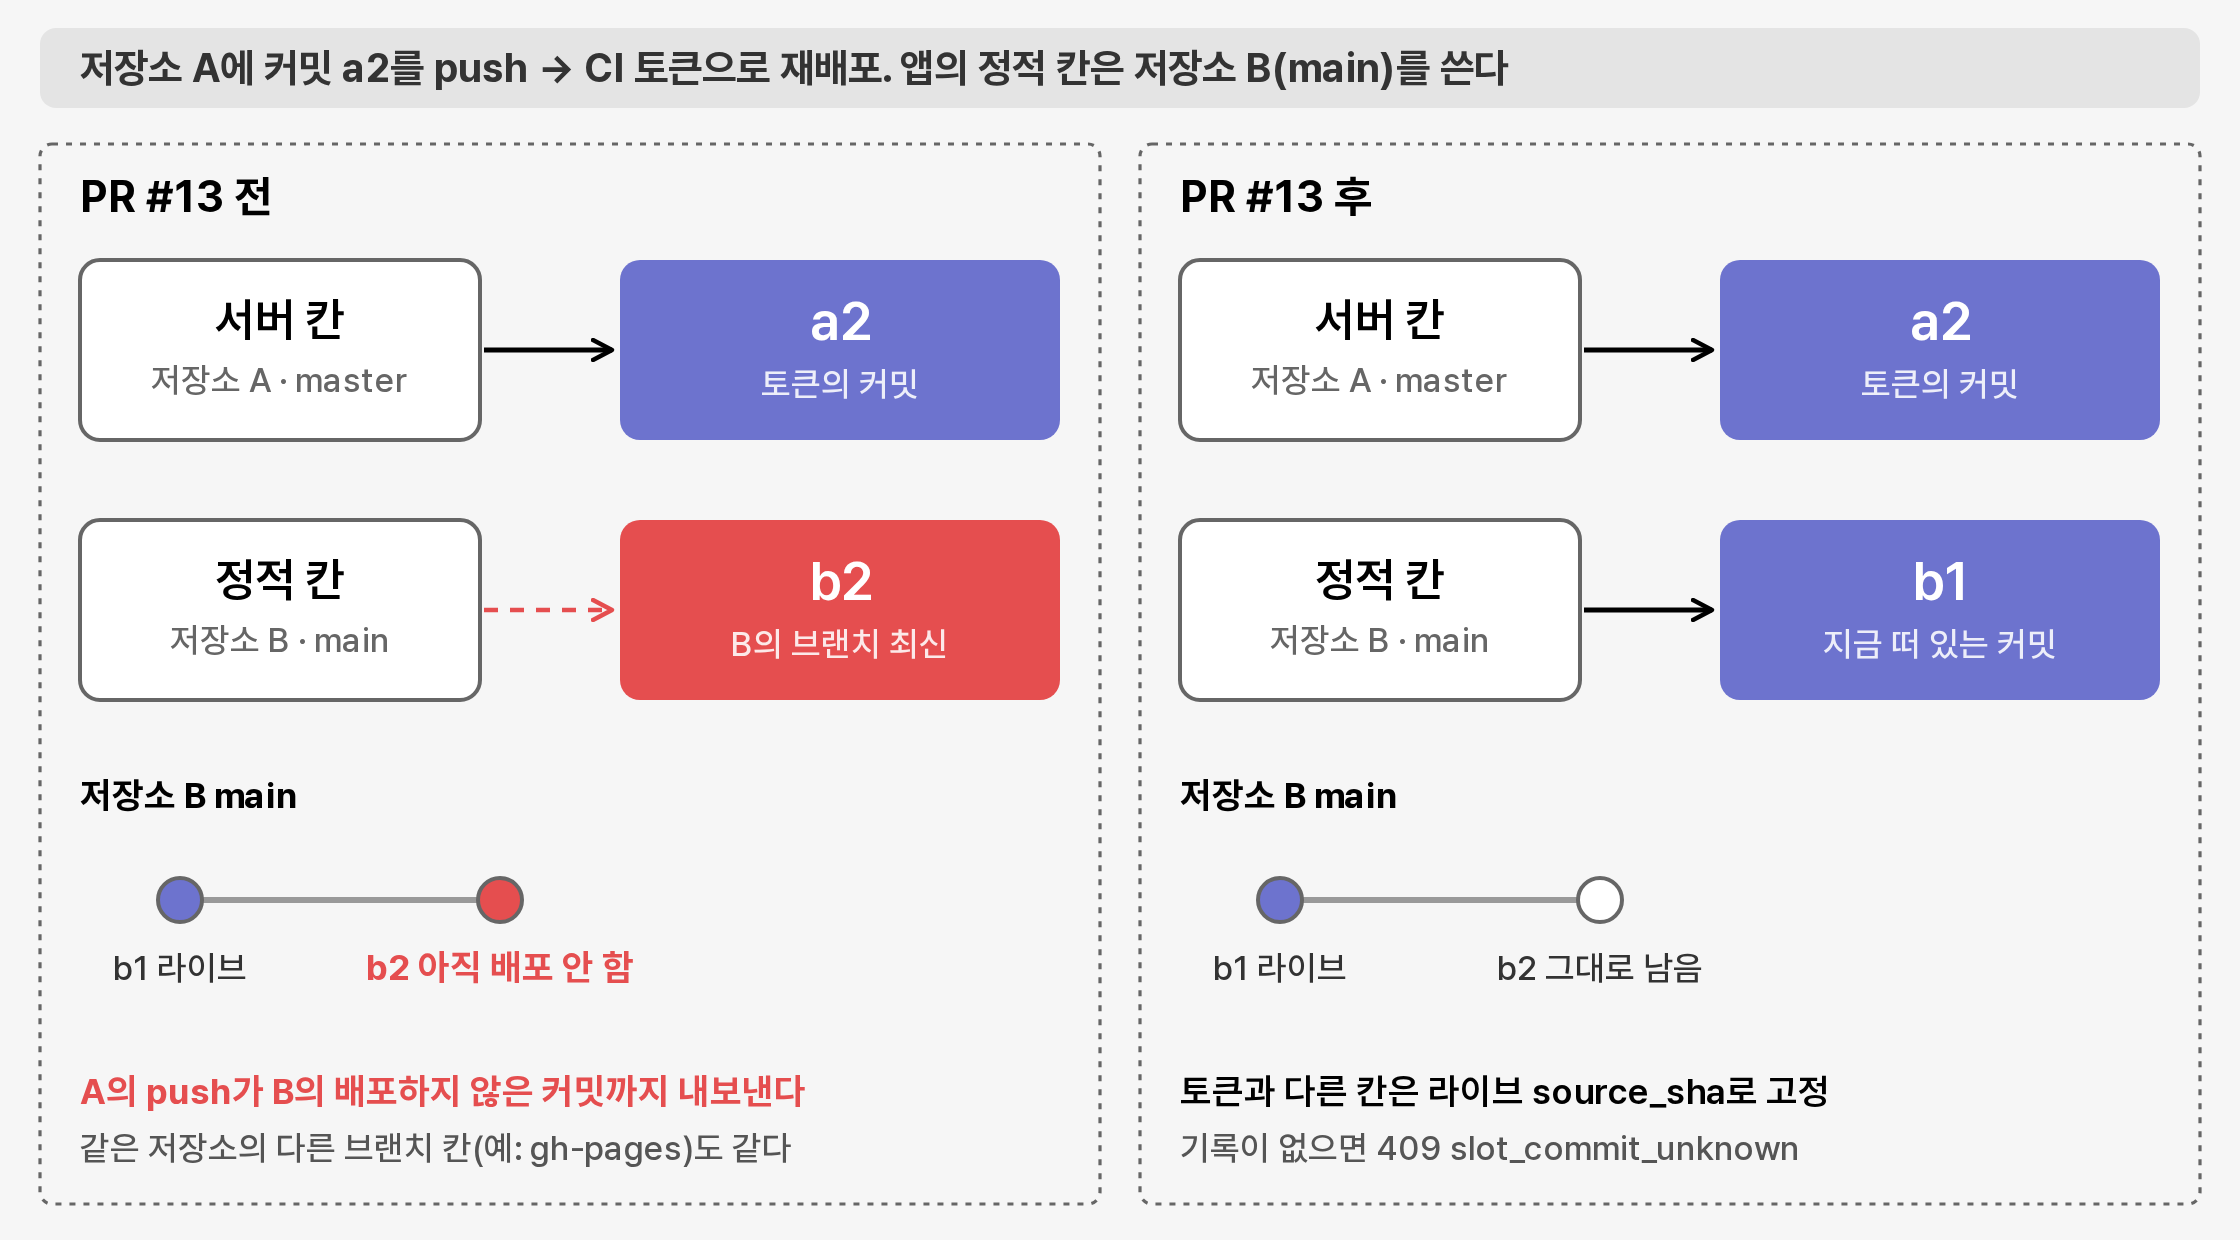 저장소 A에 커밋 a2를 push → CI 토큰으로 재배포. 앱의 정적 칸은 저장소 B(main)를 쓴다
PR #13 전
서버 칸
저장소 A · master
a2
토큰의 커밋
정적 칸
저장소 B · main
b2
B의 브랜치 최신
저장소 B main
b1 라이브
b2 아직 배포 안 함
A의 push가 B의 배포하지 않은 커밋까지 내보낸다
같은 저장소의 다른 브랜치 칸(예: gh-pages)도 같다
PR #13 후
서버 칸
저장소 A · master
a2
토큰의 커밋
정적 칸
저장소 B · main
b1
지금 떠 있는 커밋
저장소 B main
b1 라이브
b2 그대로 남음
토큰과 다른 칸은 라이브 source_sha로 고정
기록이 없으면 409 slot_commit_unknown